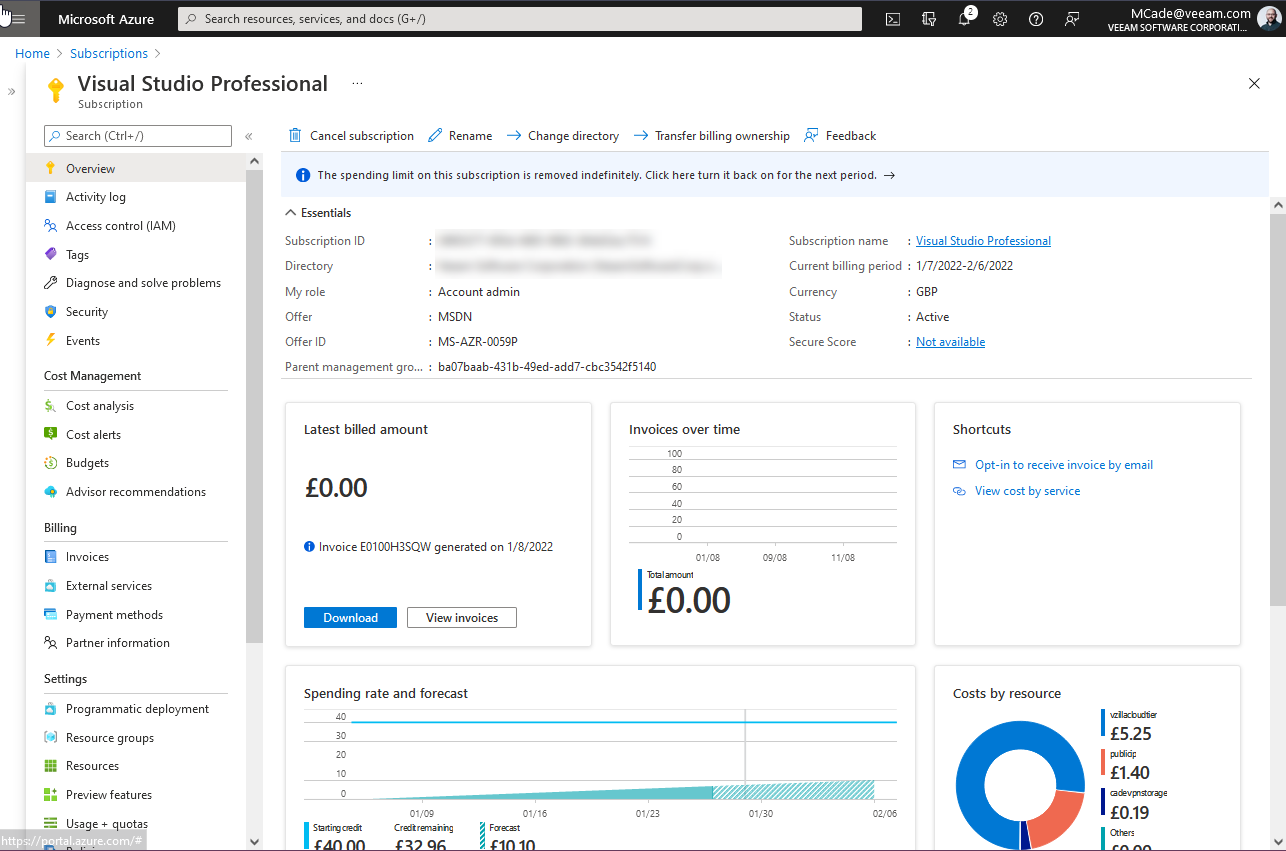 Microsoft Azure
Search resources, services, and docs (G+/)
2
MCade@veeam.com
VEEAM SOFTWARE CORPORATI...
Home > Subscriptions >
Visual Studio Professional ...
Subscription
Search (Ctrl+/)
Cancel subscription Rename Change directory Transfer billing ownership Feedback
The spending limit on this subscription is removed indefinitely. Click here turn it back on for the next period. →
Overview
Activity log
Access control (IAM)
Tags
Diagnose and solve problems
Security
Events
Cost Management
Cost analysis
Cost alerts
Budgets
Advisor recommendations
Billing
Invoices
External services
Payment methods
Partner information
Settings
Programmatic deployment
Resource groups
Resources
Preview features
Usage + quotas
https://portal.azure.com/#
Essentials
Subscription ID :
Directory :
My role : Account admin
Offer : MSDN
Offer ID : MS-AZR-0059P
Parent management gro... : ba07baab-431b-49ed-add7-cbc3542f5140
Subscription name : Visual Studio Professional
Current billing period : 1/7/2022-2/6/2022
Currency : GBP
Status : Active
Secure Score : Not available
Latest billed amount
£0.00
Invoice E0100H3SQW generated on 1/8/2022
Download View invoices
Invoices over time
100
80
60
40
20
0
01/08 09/08 11/08
Total amount
£0.00
Shortcuts
Opt-in to receive invoice by email
View cost by service
Spending rate and forecast
40
30
20
10
0
01/09 01/16 01/23 01/30 02/06
Starting credit Credit remaining Forecast
£40.00 £32.96 £10.10
Costs by resource
vzillacloudtier
£5.25
publicip
£1.40
cadevpnstorage
£0.19
Others
£0.00